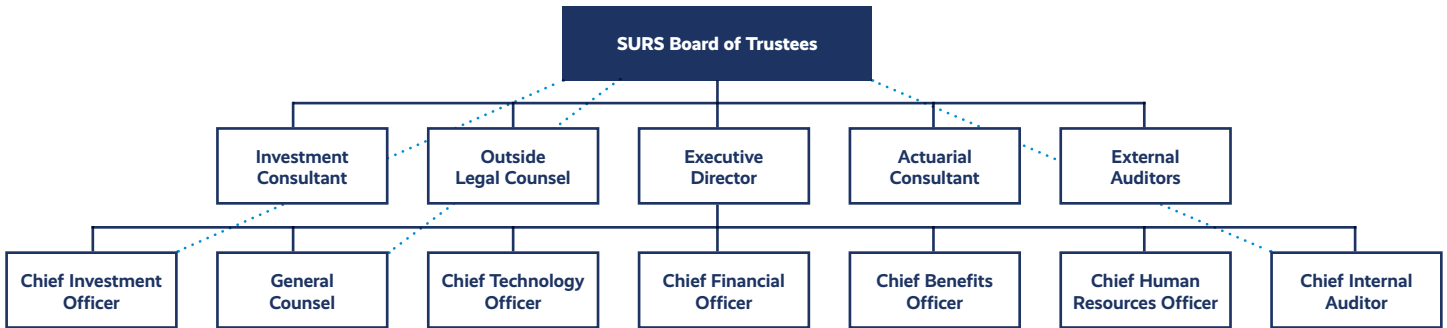 SURS Board of Trustees
Investment
Consultant
Outside
Legal Counsel
Executive
Director
Actuarial
Consultant
External
Auditors
Chief Investment
Officer
General
Counsel
Chief Technology
Officer
Chief Financial
Officer
Chief Benefits
Officer
Chief Human
Resources Officer
Chief Internal
Auditor